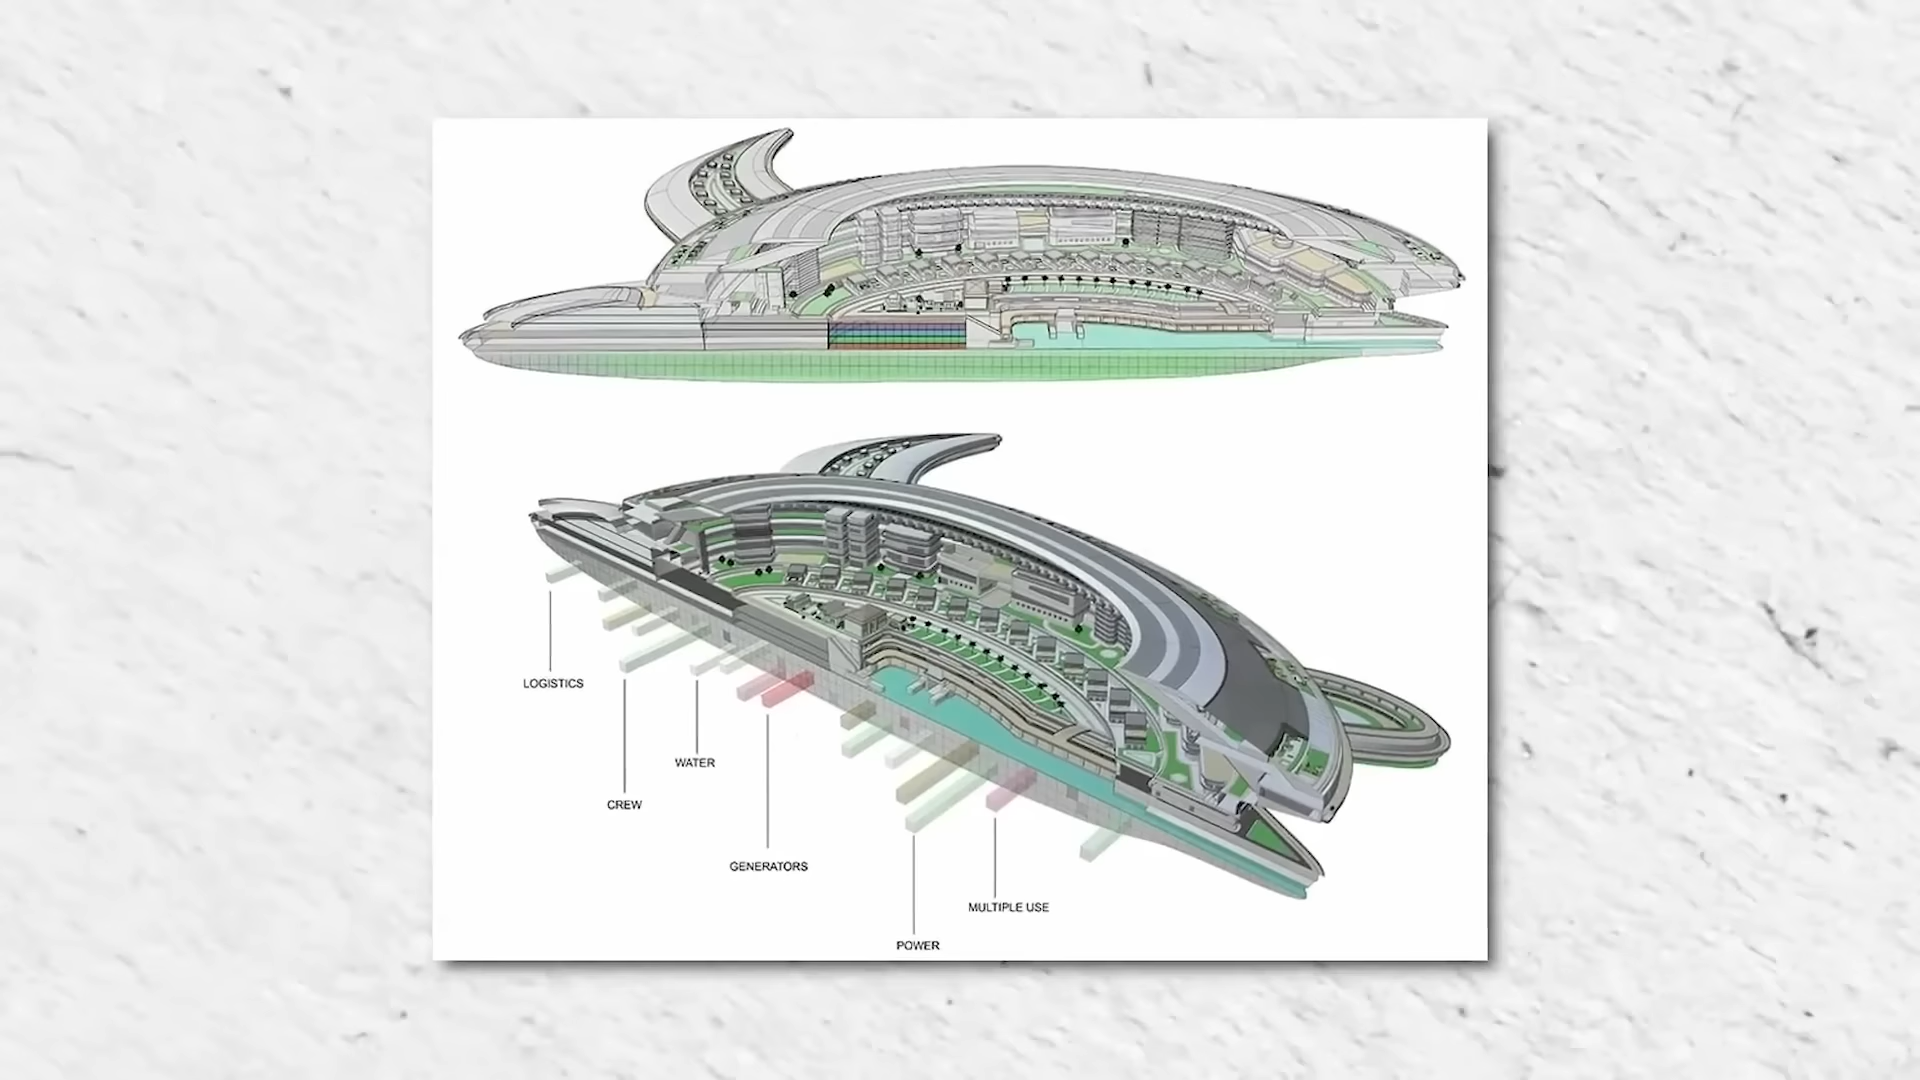 LOGISTICS
WATER
CREW
GENERATORS
MULTIPLE USE
POWER